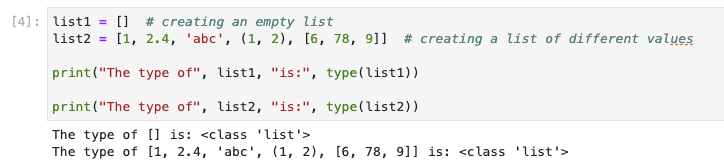 [4]: list1 = []  # creating an empty list
list2 = [1, 2.4, 'abc', (1, 2), [6, 78, 9]]  # creating a list of different values
print("The type of", list1, "is:", type(list1))
print("The type of", list2, "is:", type(list2))
The type of [] is: <class 'list'>
The type of [1, 2.4, 'abc', (1, 2), [6, 78, 9]] is: <class 'list'>